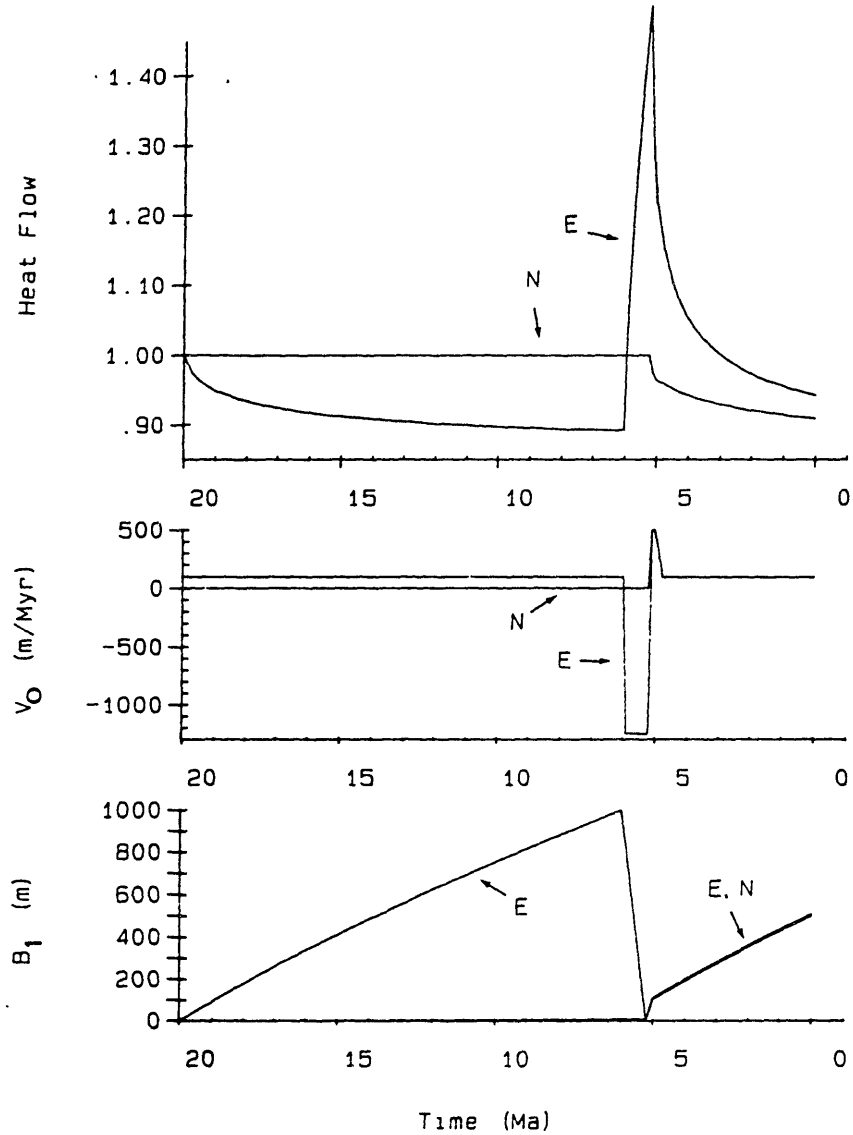 1.40
1.30
1.20
1.10
1.00
.90
Heat Flow
E
N
20 15 10 5 0
500
0
-500
-1000
V₀ (m/Myr)
N
E
20 15 10 5 0
1000
800
600
400
200
0
B₁ (m)
E
E, N
20 15 10 5 0
Time (Ma)